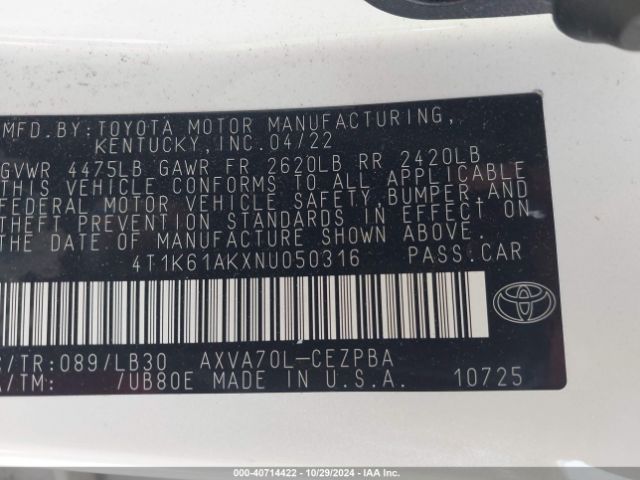 MFD.BY:TOYOTA MOTOR MANUFACTURING,
KENTUCKY,INC.04/22
GVWR 4475LB GAWR FR 2620LB RR 2420LB
THIS VEHICLE CONFORMS TO ALL APPLICABLE
FEDERAL MOTOR VEHICLE SAFETY,BUMPER,AND
THEFT PREVENTION STANDARDS IN EFFECT ON
THE DATE OF MANUFACTURE SHOWN ABOVE.
4T1K61AKXNU050316 PASS.CAR
/TR:089/LB30 AXVA70L-CEZPBA
A/TM: /UB80E MADE IN U.S.A. 10725
000-40714422 | 10/29/2024 | IAA Inc.